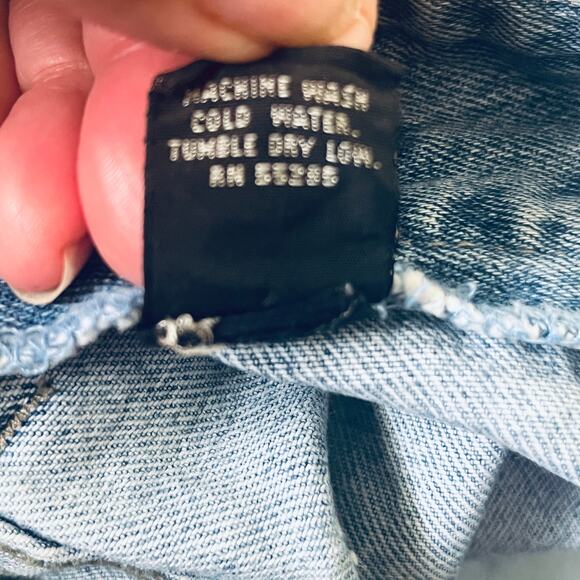 MACHINE WASH
COLD WATER.
TUMBLE DRY LOW.
RN